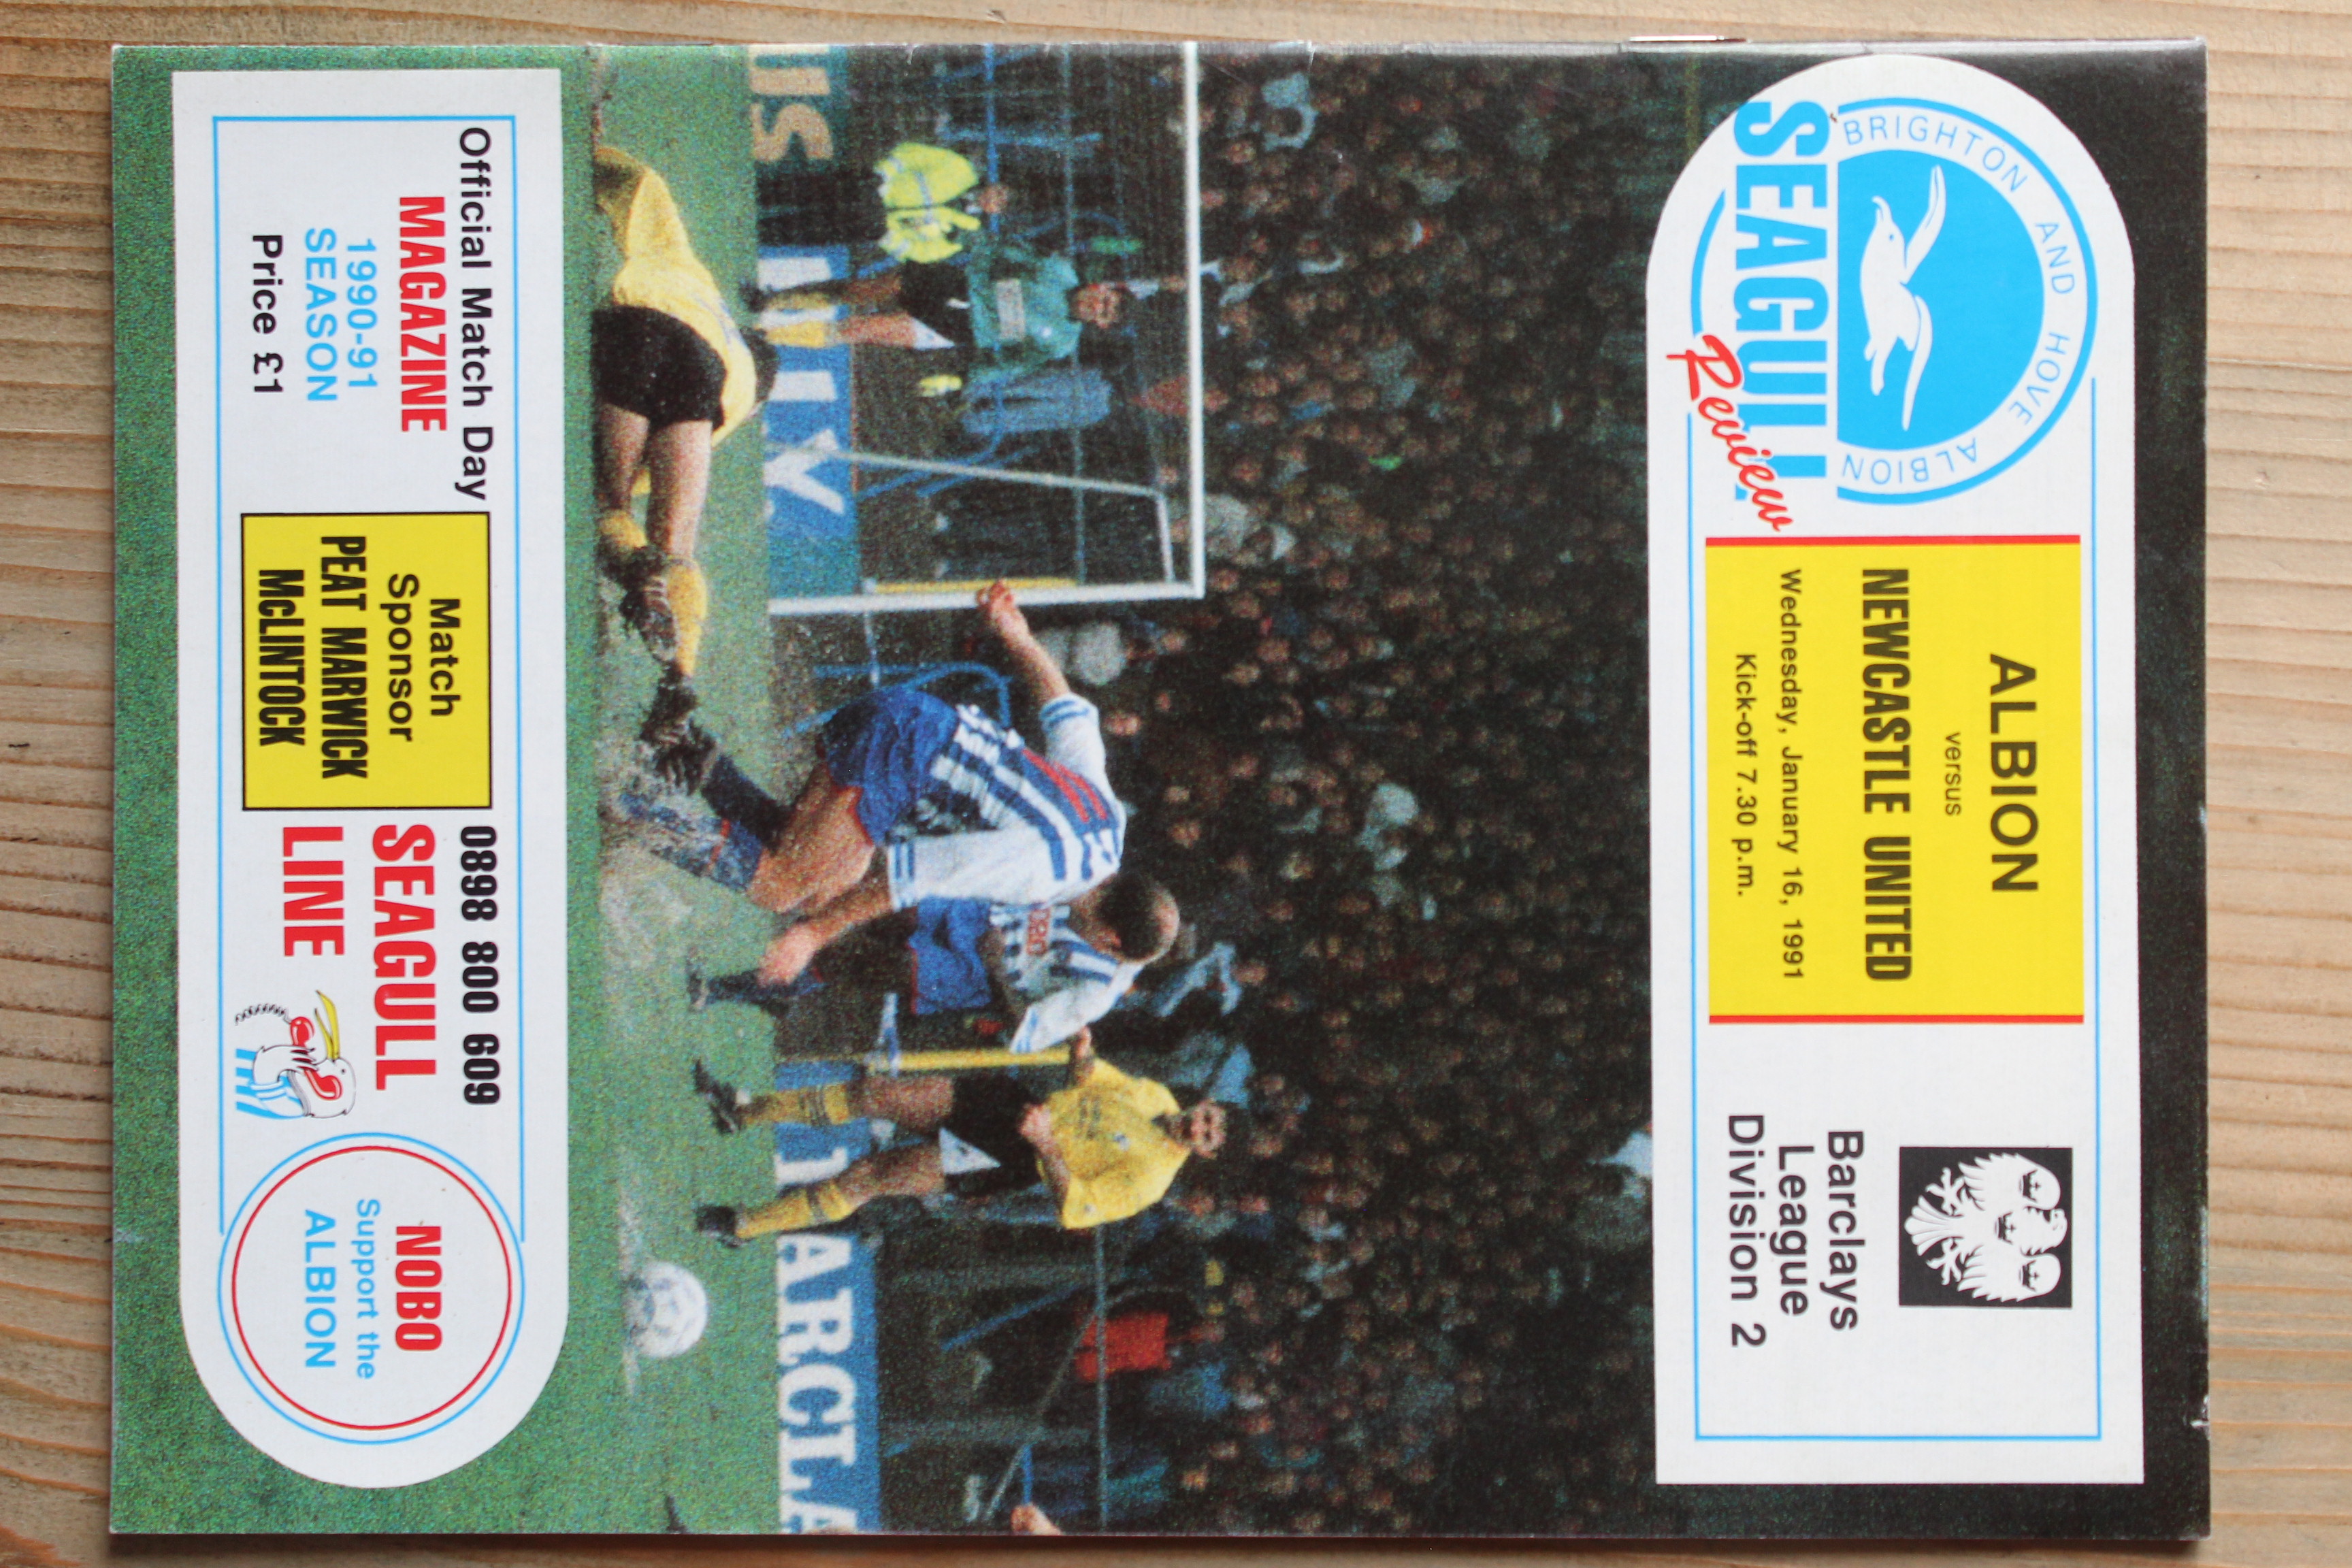 BRIGHTON AND HOVE ALBION
SEAGULL
Review
ALBION
versus
NEWCASTLE UNITED
Wednesday, January 16, 1991
Kick-off 7.30 p.m.
Barclays
League
Division 2
ARCLA
Official Match Day
MAGAZINE
1990-91
SEASON
Price £1
Match
Sponsor
PEAT MARWICK
McLINTOCK
0898 800 609
SEAGULL
LINE
NOBO
Support the
ALBION